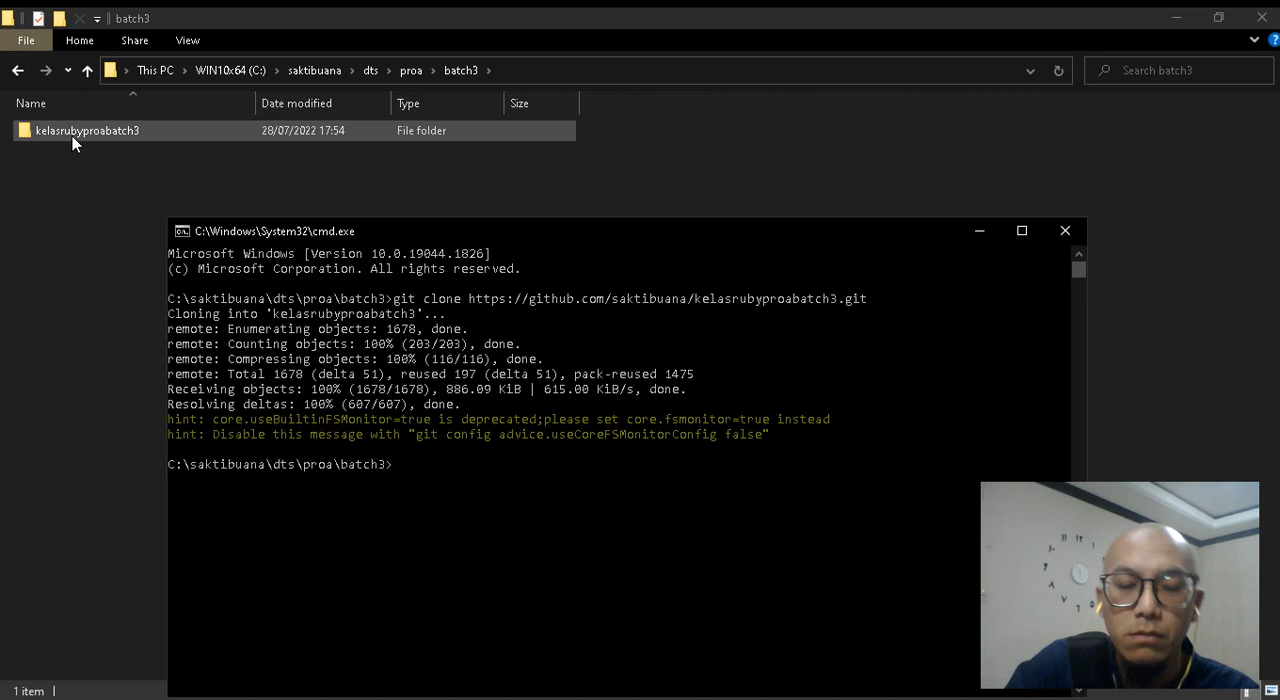 batch3
File Home Share View
This PC WIN10x64 (C:) saktibuana dts proa batch3
Search batch3
Name Date modified Type Size
kelasrubyproabatch3 28/07/2022 17:54 File folder
C:\Windows\System32\cmd.exe
Microsoft Windows [Version 10.0.19044.1826]
(c) Microsoft Corporation. All rights reserved.
C:\saktibuana\dts\proa\batch3>git clone https://github.com/saktibuana/kelasrubyproabatch3.git
Cloning into 'kelasrubyproabatch3'...
remote: Enumerating objects: 1678, done.
remote: Counting objects: 100% (203/203), done.
remote: Compressing objects: 100% (116/116), done.
remote: Total 1678 (delta 51), reused 197 (delta 51), pack-reused 1475
Receiving objects: 100% (1678/1678), 886.09 KiB | 615.00 KiB/s, done.
Resolving deltas: 100% (607/607), done.
hint: core.useBuiltinFSMonitor=true is deprecated;please set core.fsmonitor=true instead
hint: Disable this message with "git config advice.useCoreFSMonitorConfig false"
C:\saktibuana\dts\proa\batch3>
1 item